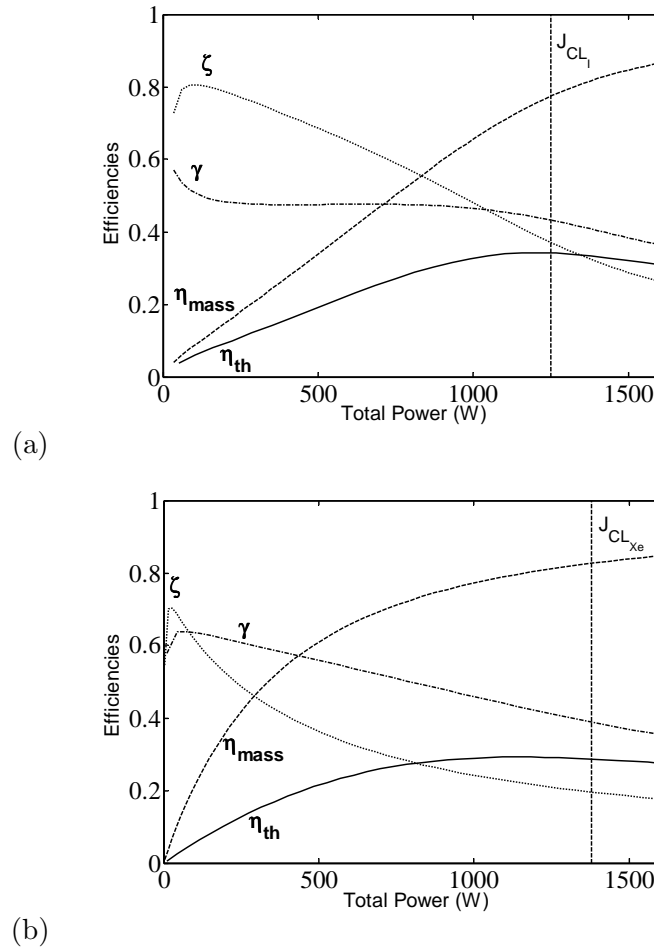 1
J_CL_I
0.8
ζ
0.6
γ
Efficiencies
0.4
η_mass
0.2
η_th
0
0 500 1000 1500
Total Power (W)
(a)
1
J_CL_Xe
0.8
ζ
γ
0.6
Efficiencies
0.4
η_mass
0.2
η_th
0
0 500 1000 1500
Total Power (W)
(b)